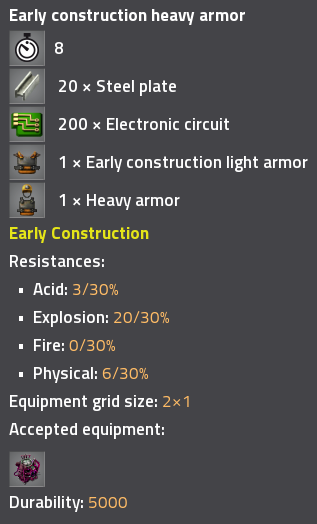 Early construction heavy armor
8
20 × Steel plate
200 × Electronic circuit
1 × Early construction light armor
1 × Heavy armor
Early Construction
Resistances:
• Acid: 3/30%
• Explosion: 20/30%
• Fire: 0/30%
• Physical: 6/30%
Equipment grid size: 2×1
Accepted equipment:
Durability: 5000